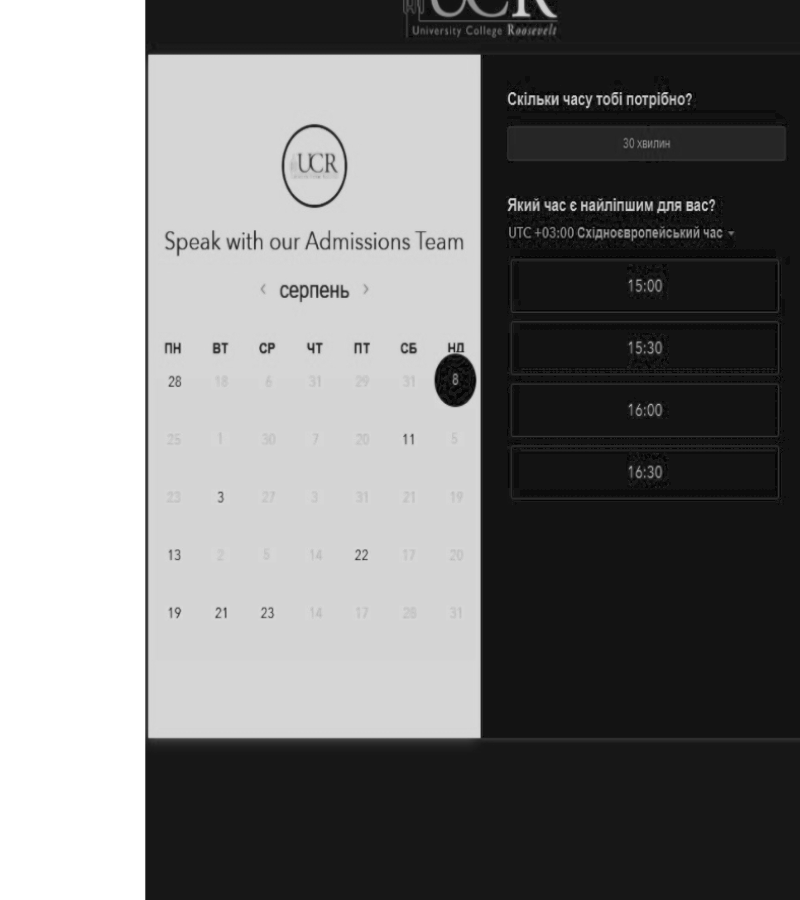 UCR
University College Roosevelt
UCR
Speak with our Admissions Team
‹ серпень ›
ПН ВТ СР ЧТ ПТ СБ НД
28 18 6 31 29 31 8
25 1 30 7 20 11 5
23 3 27 3 31 21 19
13 2 5 14 22 17 20
19 21 23 14 17 28 31
Скільки часу тобі потрібно?
30 хвилин
Який час є найліпшим для вас?
UTC +03:00 Східноєвропейський час
15:00
15:30
16:00
16:30